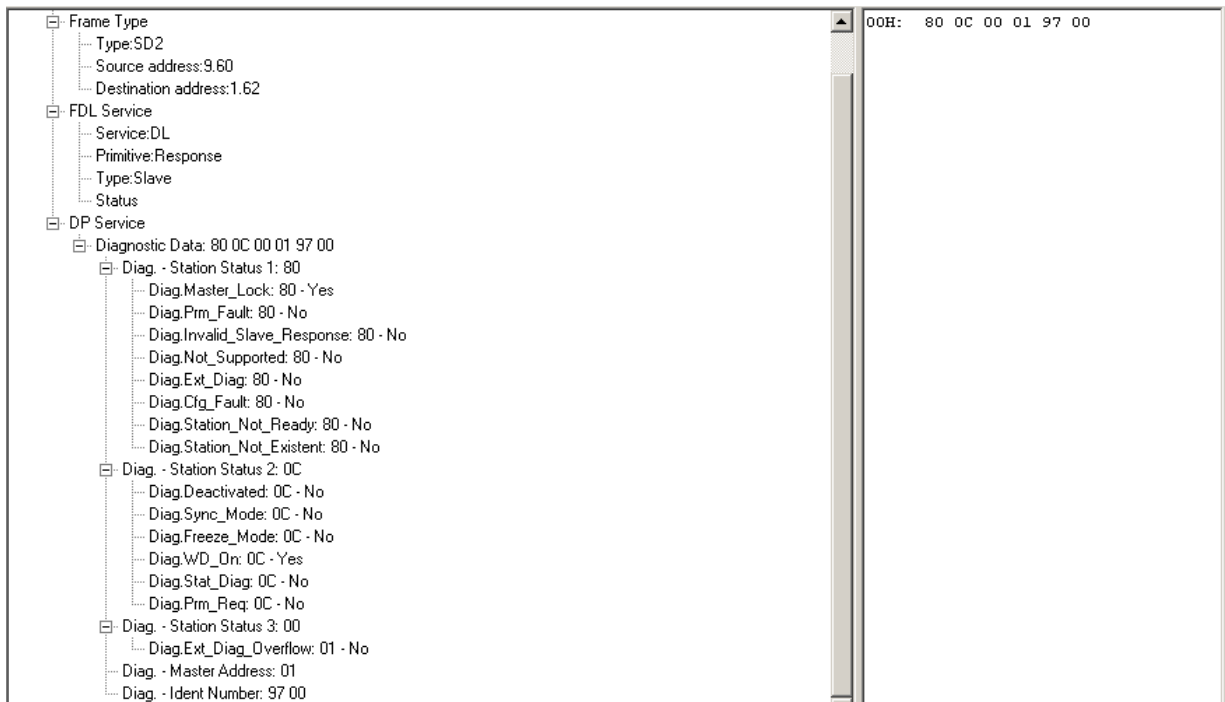 Frame Type
Type:SD2
Source address:9.60
Destination address:1.62
FDL Service
Service:DL
Primitive:Response
Type:Slave
Status
DP Service
Diagnostic Data: 80 0C 00 01 97 00
Diag. - Station Status 1: 80
Diag.Master_Lock: 80 - Yes
Diag.Prm_Fault: 80 - No
Diag.Invalid_Slave_Response: 80 - No
Diag.Not_Supported: 80 - No
Diag.Ext_Diag: 80 - No
Diag.Cfg_Fault: 80 - No
Diag.Station_Not_Ready: 80 - No
Diag.Station_Not_Existent: 80 - No
Diag. - Station Status 2: 0C
Diag.Deactivated: 0C - No
Diag.Sync_Mode: 0C - No
Diag.Freeze_Mode: 0C - No
Diag.WD_On: 0C - Yes
Diag.Stat_Diag: 0C - No
Diag.Prm_Req: 0C - No
Diag. - Station Status 3: 00
Diag.Ext_Diag_Overflow: 01 - No
Diag. - Master Address: 01
Diag. - Ident Number: 97 00
00H: 80 0C 00 01 97 00